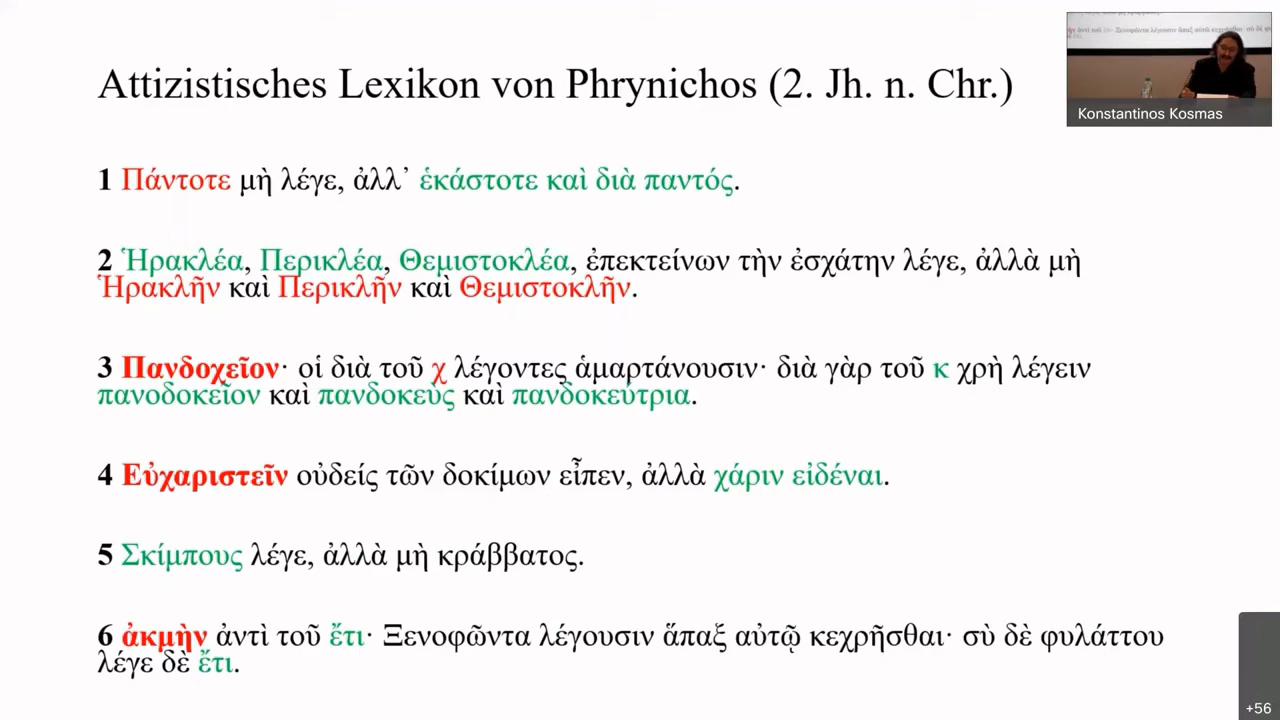 Attizistisches Lexikon von Phrynichos (2. Jh. n. Chr.)
Konstantinos Kosmas
1 Πάντοτε μὴ λέγε, ἀλλ᾽ ἑκάστοτε καὶ διὰ παντός.
2 Ἡρακλέα, Περικλέα, Θεμιστοκλέα, ἐπεκτείνων τὴν ἐσχάτην λέγε, ἀλλὰ μὴ
Ἡρακλῆν καὶ Περικλῆν καὶ Θεμιστοκλῆν.
3 Πανδοχεῖον· οἱ διὰ τοῦ χ λέγοντες ἁμαρτάνουσιν· διὰ γὰρ τοῦ κ χρὴ λέγειν
πανοδοκεῖον καὶ πανδοκεὺς καὶ πανδοκεύτρια.
4 Εὐχαριστεῖν οὐδείς τῶν δοκίμων εἶπεν, ἀλλὰ χάριν εἰδέναι.
5 Σκίμπους λέγε, ἀλλὰ μὴ κράββατος.
6 ἀκμὴν ἀντὶ τοῦ ἔτι· Ξενοφῶντα λέγουσιν ἅπαξ αὐτῷ κεχρῆσθαι· σὺ δὲ φυλάττου
λέγε δὲ ἔτι.
+56